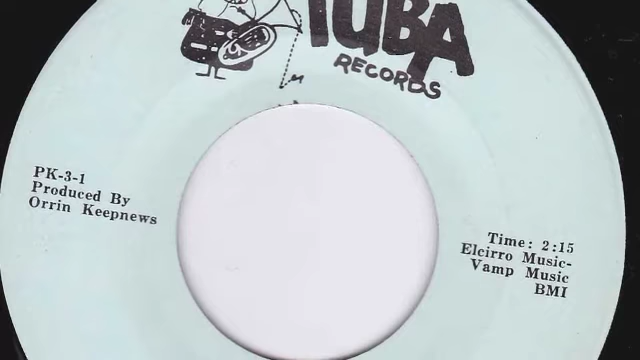 TUBA
RECORDS
PK-3-1
Produced By
Orrin Keepnews
Time: 2:15
Elcirro Music-
Vamp Music
BMI